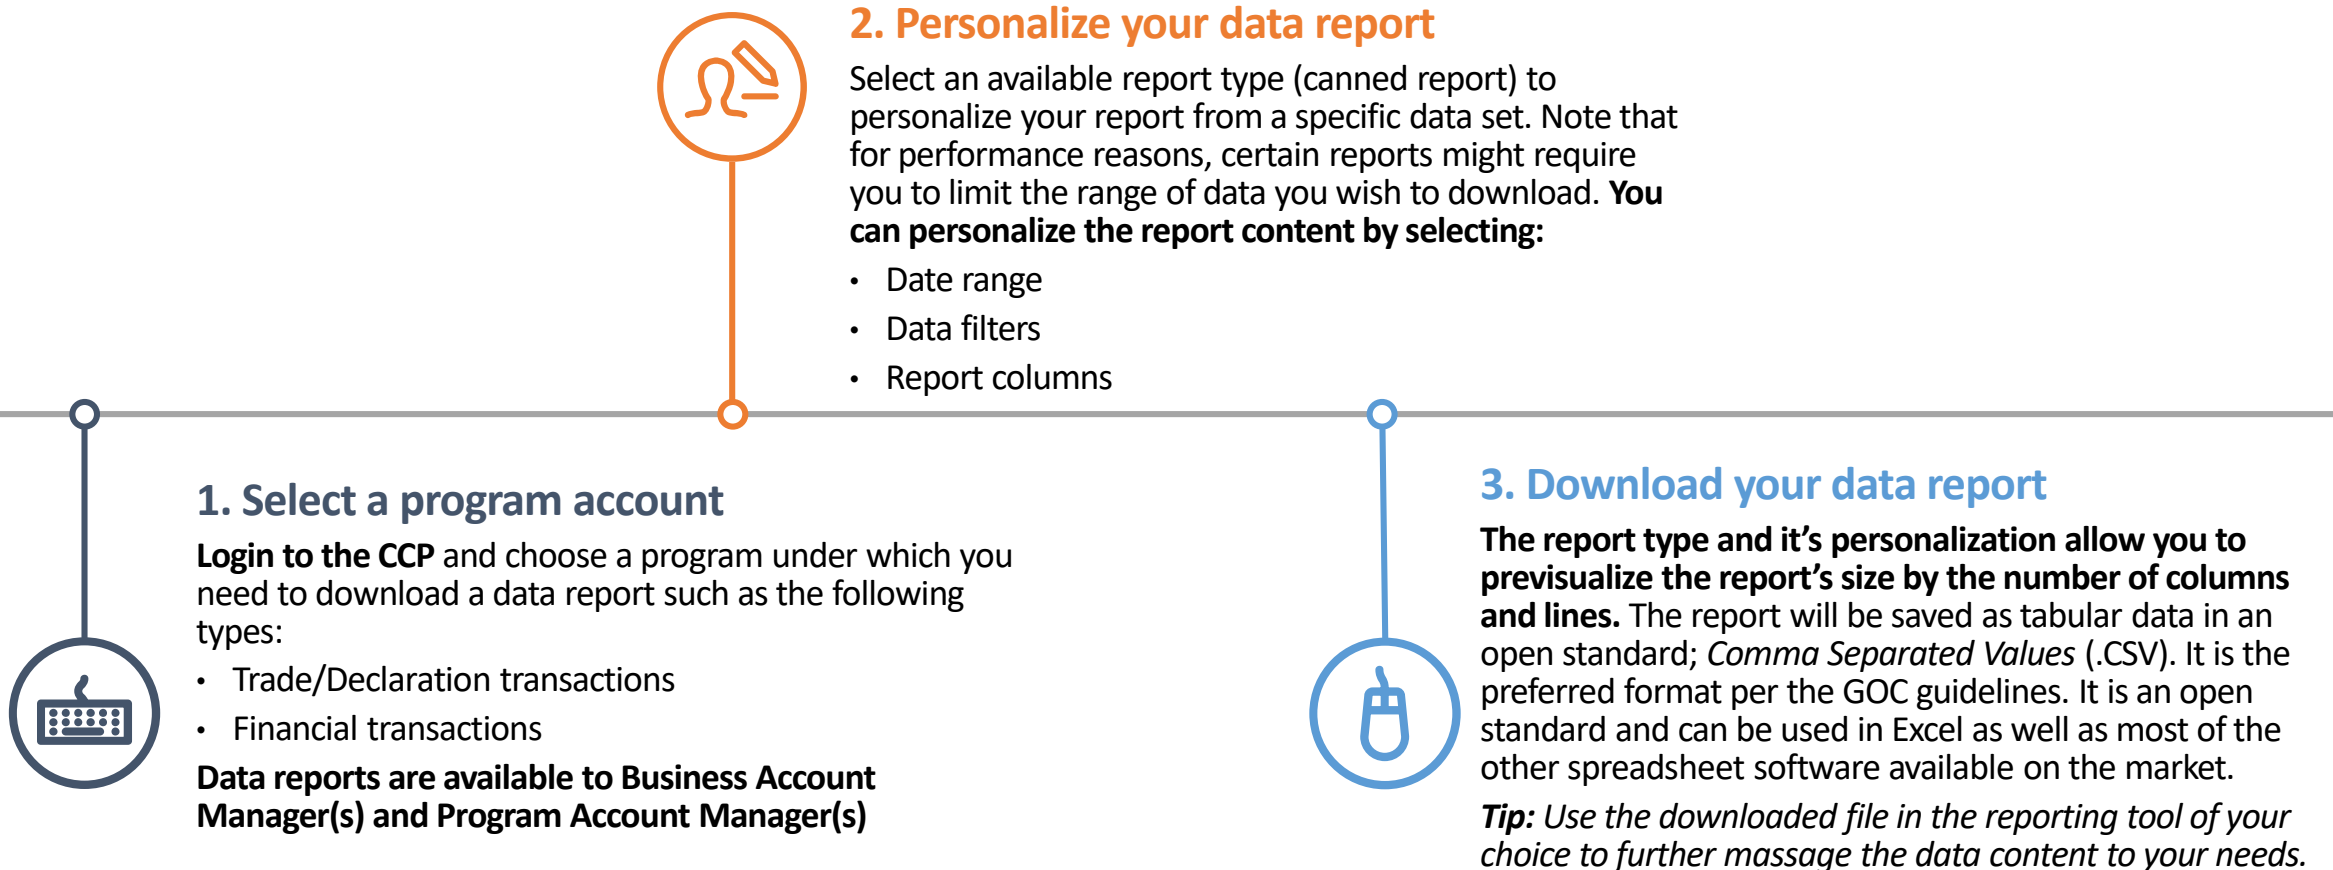 2. Personalize your data report
Select an available report type (canned report) to
personalize your report from a specific data set. Note that
for performance reasons, certain reports might require
you to limit the range of data you wish to download. You
can personalize the report content by selecting:
• Date range
• Data filters
• Report columns
1. Select a program account
Login to the CCP and choose a program under which you
need to download a data report such as the following
types:
• Trade/Declaration transactions
• Financial transactions
Data reports are available to Business Account
Manager(s) and Program Account Manager(s)
3. Download your data report
The report type and it's personalization allow you to
previsualize the report's size by the number of columns
and lines. The report will be saved as tabular data in an
open standard; Comma Separated Values (.CSV). It is the
preferred format per the GOC guidelines. It is an open
standard and can be used in Excel as well as most of the
other spreadsheet software available on the market.
Tip: Use the downloaded file in the reporting tool of your
choice to further massage the data content to your needs.